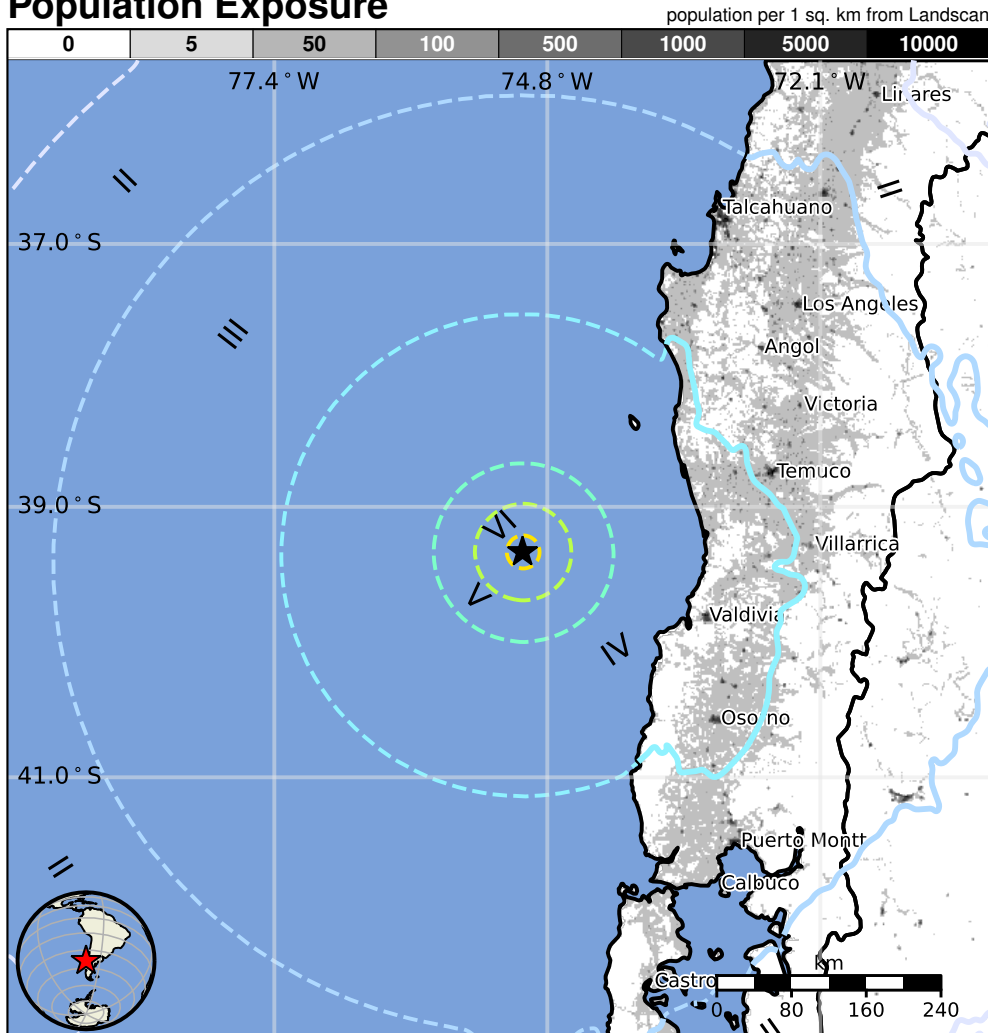 Population Exposure
population per 1 sq. km from Landscan
0 5 50 100 500 1000 5000 10000
77.4°W 74.8°W 72.1°W
Linares
II
II
Talcahuano
37.0°S
Los Angeles
III
Angol
Victoria
Temuco
39.0°S
VI
Villarrica
V
Valdivia
IV
Osorno
41.0°S
Puerto Montt
II
Calbuco
km
Castro
0 80 160 240
II